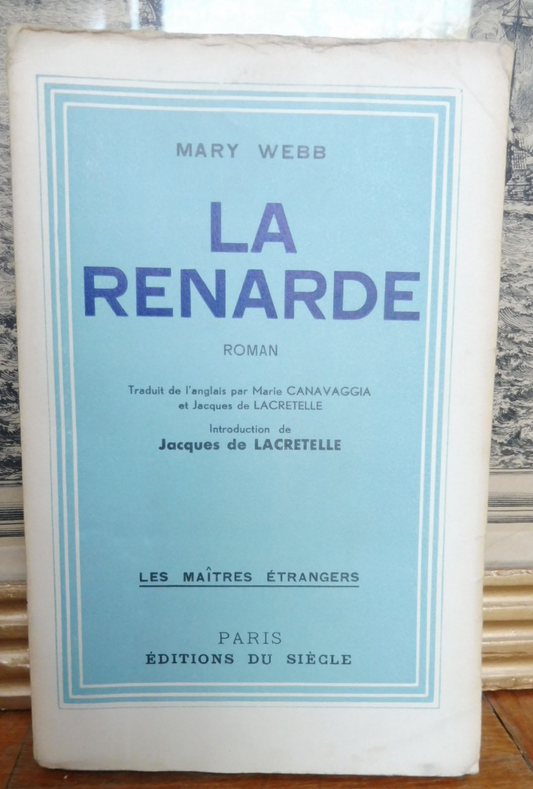 MARY WEBB
LA
RENARDE
ROMAN
Traduit de l'anglais par Marie CANAVAGGIA
et Jacques de LACRETELLE
Introduction de
Jacques de LACRETELLE
LES MAÎTRES ÉTRANGERS
PARIS
ÉDITIONS DU SIÈCLE